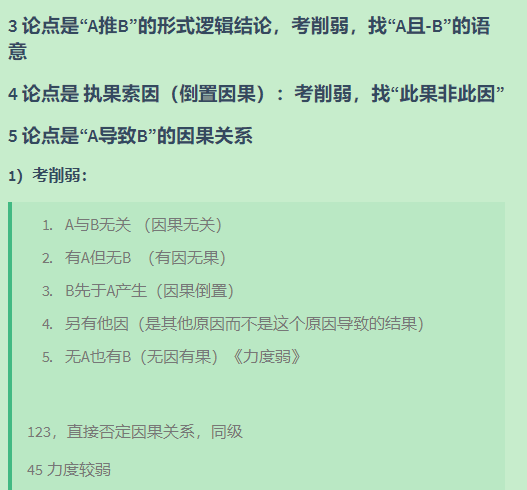 3 论点是“A推B”的形式逻辑结论，考削弱，找“A且-B”的语
意
4 论点是 执果索因（倒置因果）：考削弱，找“此果非此因”
5 论点是“A导致B”的因果关系
1）考削弱：
1. A与B无关 （因果无关）
2. 有A但无B （有因无果）
3. B先于A产生（因果倒置）
4. 另有他因（是其他原因而不是这个原因导致的结果）
5. 无A也有B（无因有果）《力度弱》
123，直接否定因果关系，同级
45 力度较弱